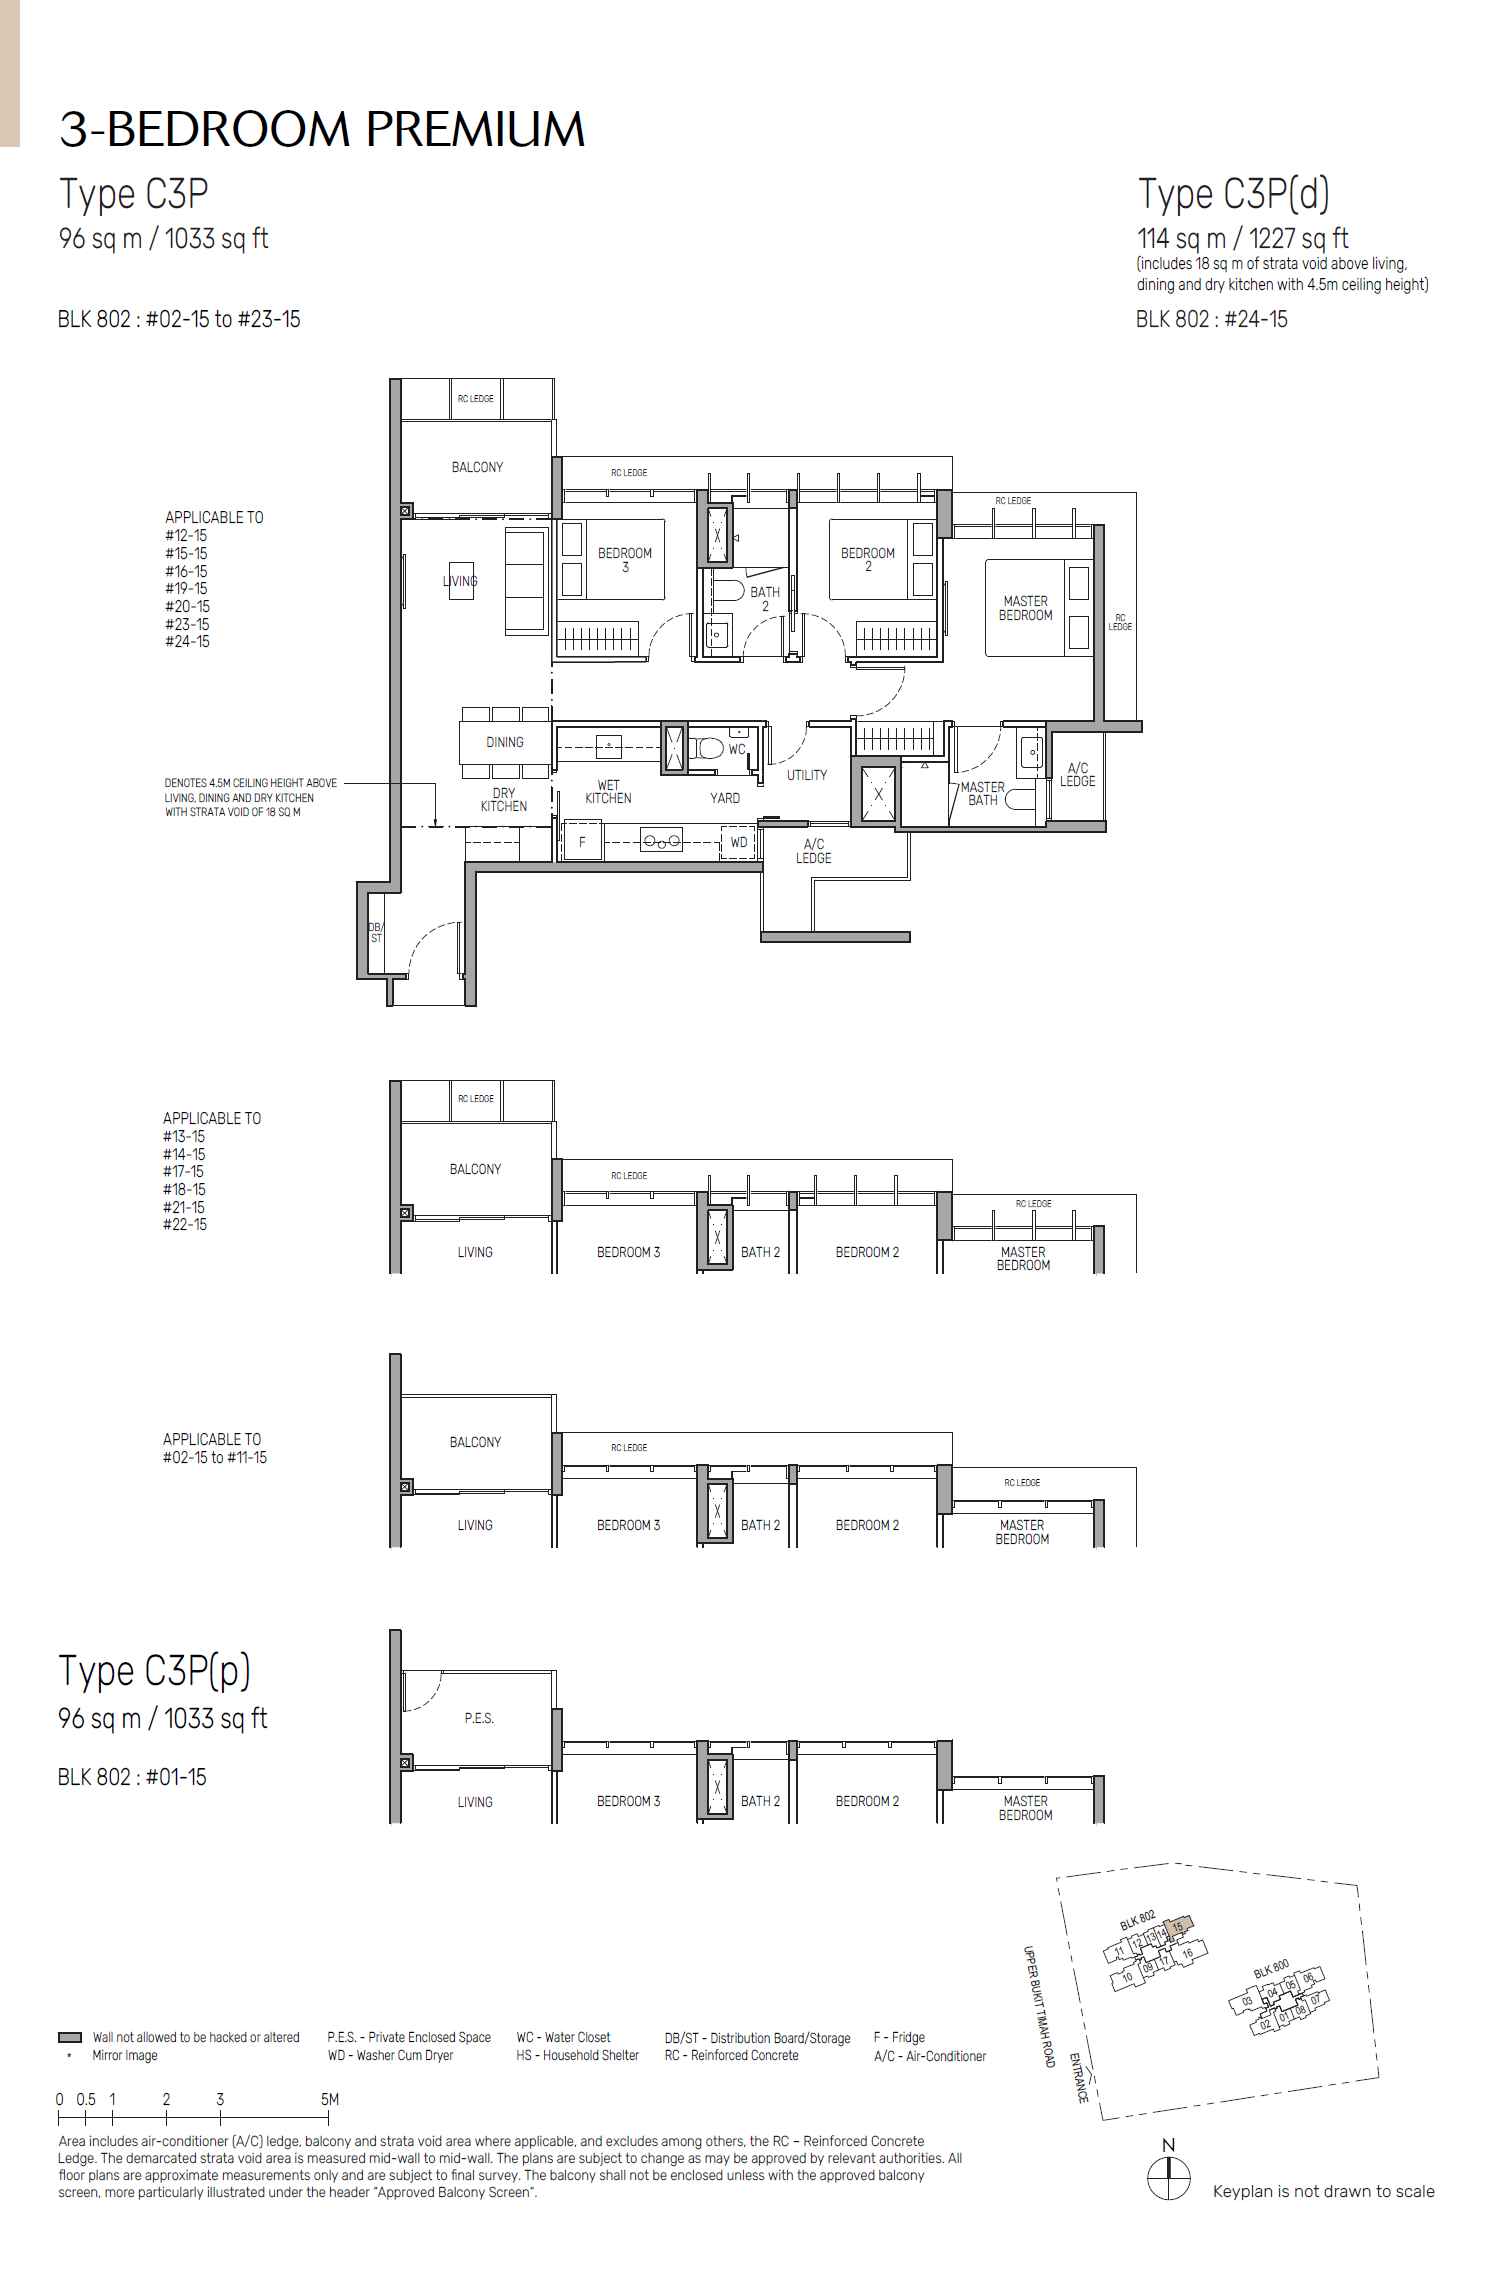 3-BEDROOM PREMIUM
Type C3P
96 sq m / 1033 sq ft
BLK 802 : #02-15 to #23-15
Type C3P(d)
114 sq m / 1227 sq ft
(includes 18 sq m of strata void above living,
dining and dry kitchen with 4.5m ceiling height)
BLK 802 : #24-15
APPLICABLE TO
#12-15
#15-15
#16-15
#19-15
#20-15
#23-15
#24-15
DENOTES 4.5M CEILING HEIGHT ABOVE
LIVING, DINING AND DRY KITCHEN
WITH STRATA VOID OF 18 SQ M
RC LEDGE
BALCONY
RC LEDGE
RC LEDGE
LIVING
BEDROOM
3
BATH
2
BEDROOM
2
MASTER
BEDROOM
RC
LEDGE
DINING
WC
UTILITY
DRY
KITCHEN
WET
KITCHEN
YARD
MASTER
BATH
A/C
LEDGE
F
WD
A/C
LEDGE
DB/
ST
APPLICABLE TO
#13-15
#14-15
#17-15
#18-15
#21-15
#22-15
RC LEDGE
BALCONY
RC LEDGE
RC LEDGE
LIVING
BEDROOM 3
BATH 2
BEDROOM 2
MASTER
BEDROOM
APPLICABLE TO
#02-15 to #11-15
BALCONY
RC LEDGE
RC LEDGE
LIVING
BEDROOM 3
BATH 2
BEDROOM 2
MASTER
BEDROOM
Type C3P(p)
96 sq m / 1033 sq ft
BLK 802 : #01-15
P.E.S.
LIVING
BEDROOM 3
BATH 2
BEDROOM 2
MASTER
BEDROOM
BLK 802
11
12
13
14
15
10
09
17
16
BLK 800
03
04
05
06
02
01
08
07
UPPER BUKIT TIMAH ROAD
ENTRANCE
Wall not allowed to be hacked or altered
* Mirror Image
P.E.S. - Private Enclosed Space
WD - Washer Cum Dryer
WC - Water Closet
HS - Household Shelter
DB/ST - Distribution Board/Storage
RC - Reinforced Concrete
F - Fridge
A/C - Air-Conditioner
0 0.5 1 2 3 5M
Area includes air-conditioner (A/C) ledge, balcony and strata void area where applicable, and excludes among others, the RC – Reinforced Concrete
Ledge. The demarcated strata void area is measured mid-wall to mid-wall. The plans are subject to change as may be approved by relevant authorities. All
floor plans are approximate measurements only and are subject to final survey. The balcony shall not be enclosed unless with the approved balcony
screen, more particularly illustrated under the header “Approved Balcony Screen”.
N
Keyplan is not drawn to scale